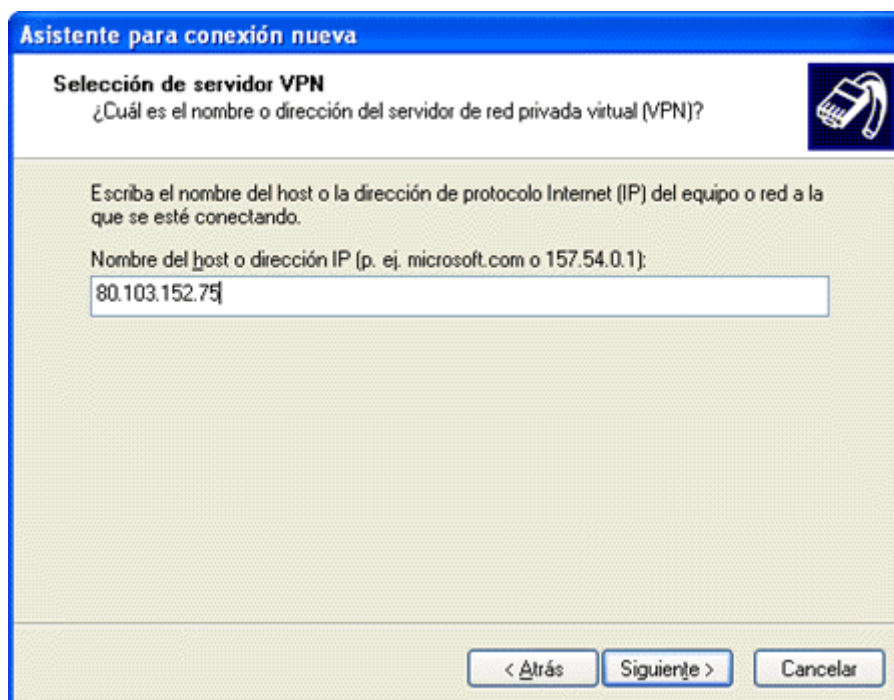 Asistente para conexión nueva
Selección de servidor VPN
¿Cuál es el nombre o dirección del servidor de red privada virtual (VPN)?
Escriba el nombre del host o la dirección de protocolo Internet (IP) del equipo o red a la
que se esté conectando.
Nombre del host o dirección IP (p. ej. microsoft.com o 157.54.0.1):
80.103.152.75
< Atrás Siguiente > Cancelar